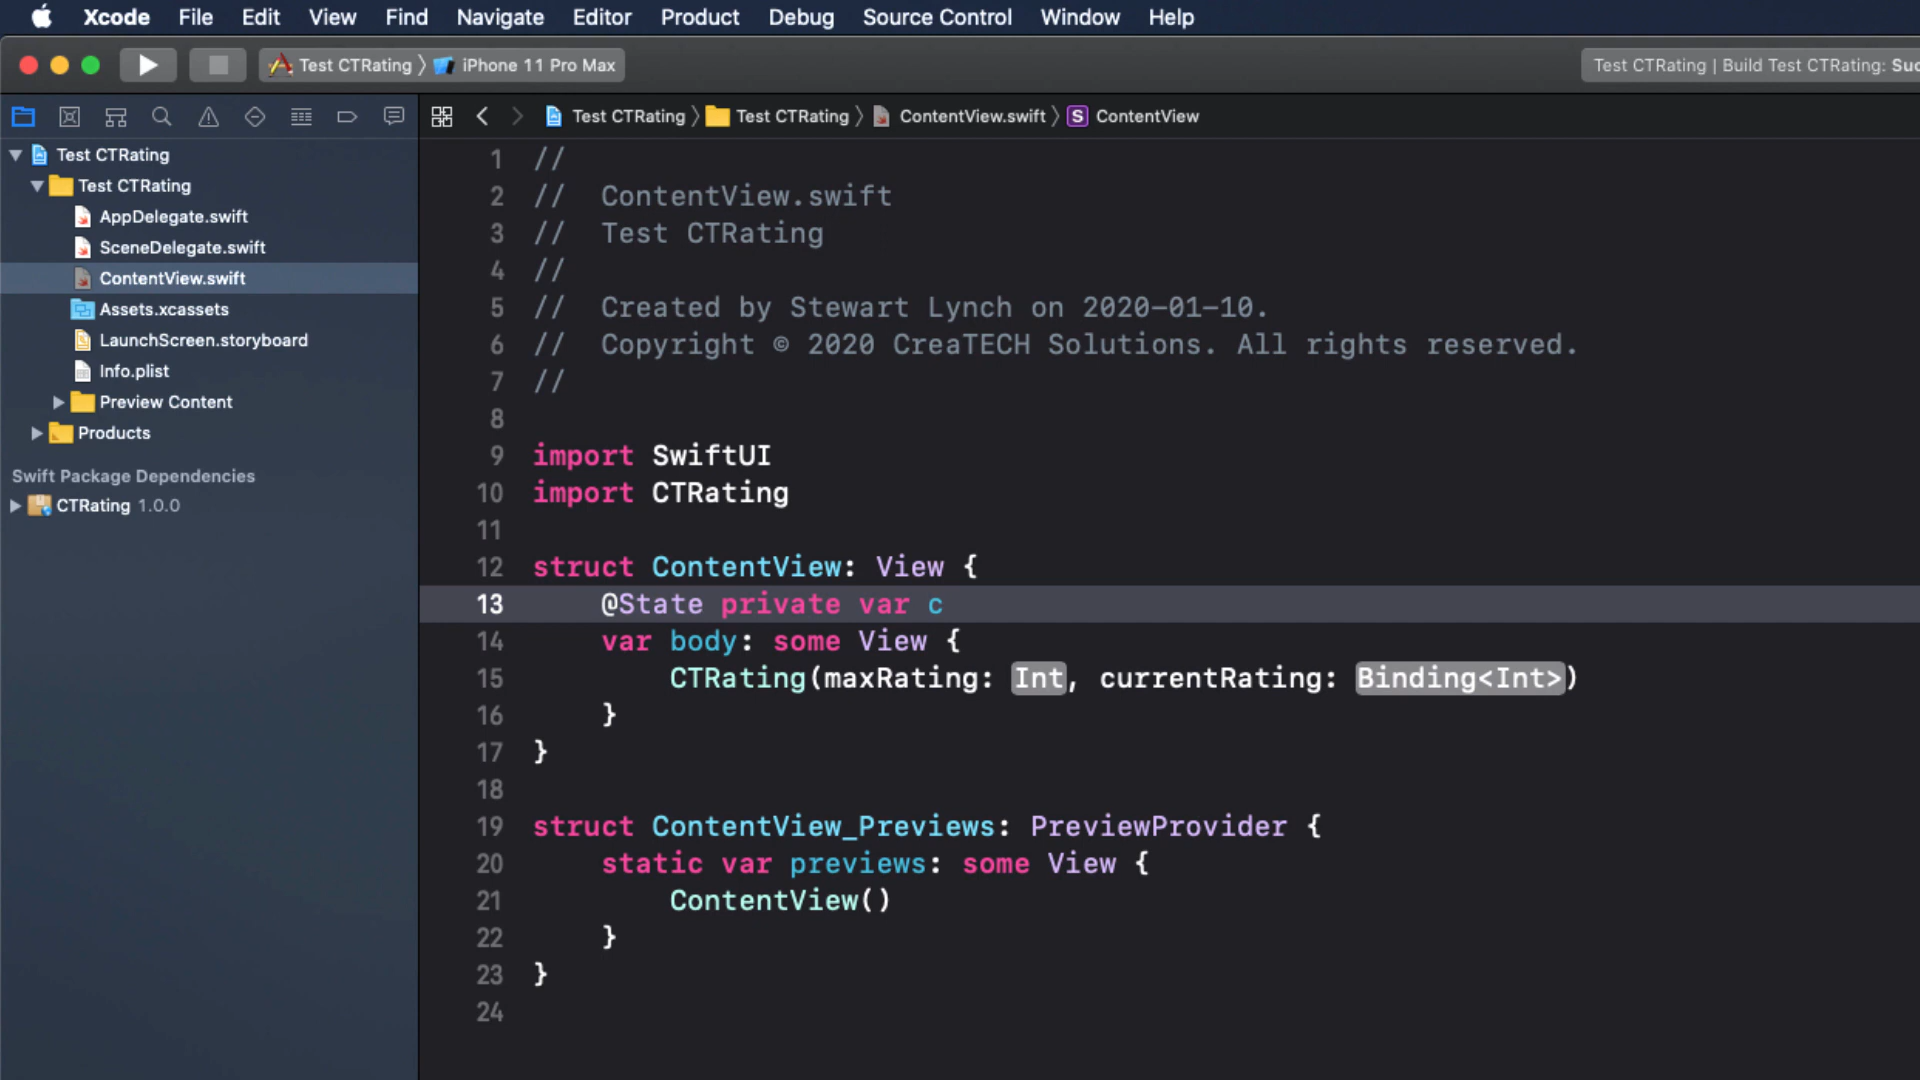 Xcode File Edit View Find Navigate Editor Product Debug Source Control Window Help
Test CTRating 〉 iPhone 11 Pro Max
Test CTRating | Build Test CTRating: Suc
Test CTRating 〉 Test CTRating 〉 ContentView.swift 〉 S ContentView
Test CTRating
Test CTRating
AppDelegate.swift
SceneDelegate.swift
ContentView.swift
Assets.xcassets
LaunchScreen.storyboard
Info.plist
Preview Content
Products
Swift Package Dependencies
CTRating 1.0.0
1 //
2 //  ContentView.swift
3 //  Test CTRating
4 //
5 //  Created by Stewart Lynch on 2020-01-10.
6 //  Copyright © 2020 CreaTECH Solutions. All rights reserved.
7 //
8
9 import SwiftUI
10 import CTRating
11
12 struct ContentView: View {
13     @State private var c
14     var body: some View {
15         CTRating(maxRating: Int, currentRating: Binding<Int>)
16     }
17 }
18
19 struct ContentView_Previews: PreviewProvider {
20     static var previews: some View {
21         ContentView()
22     }
23 }
24